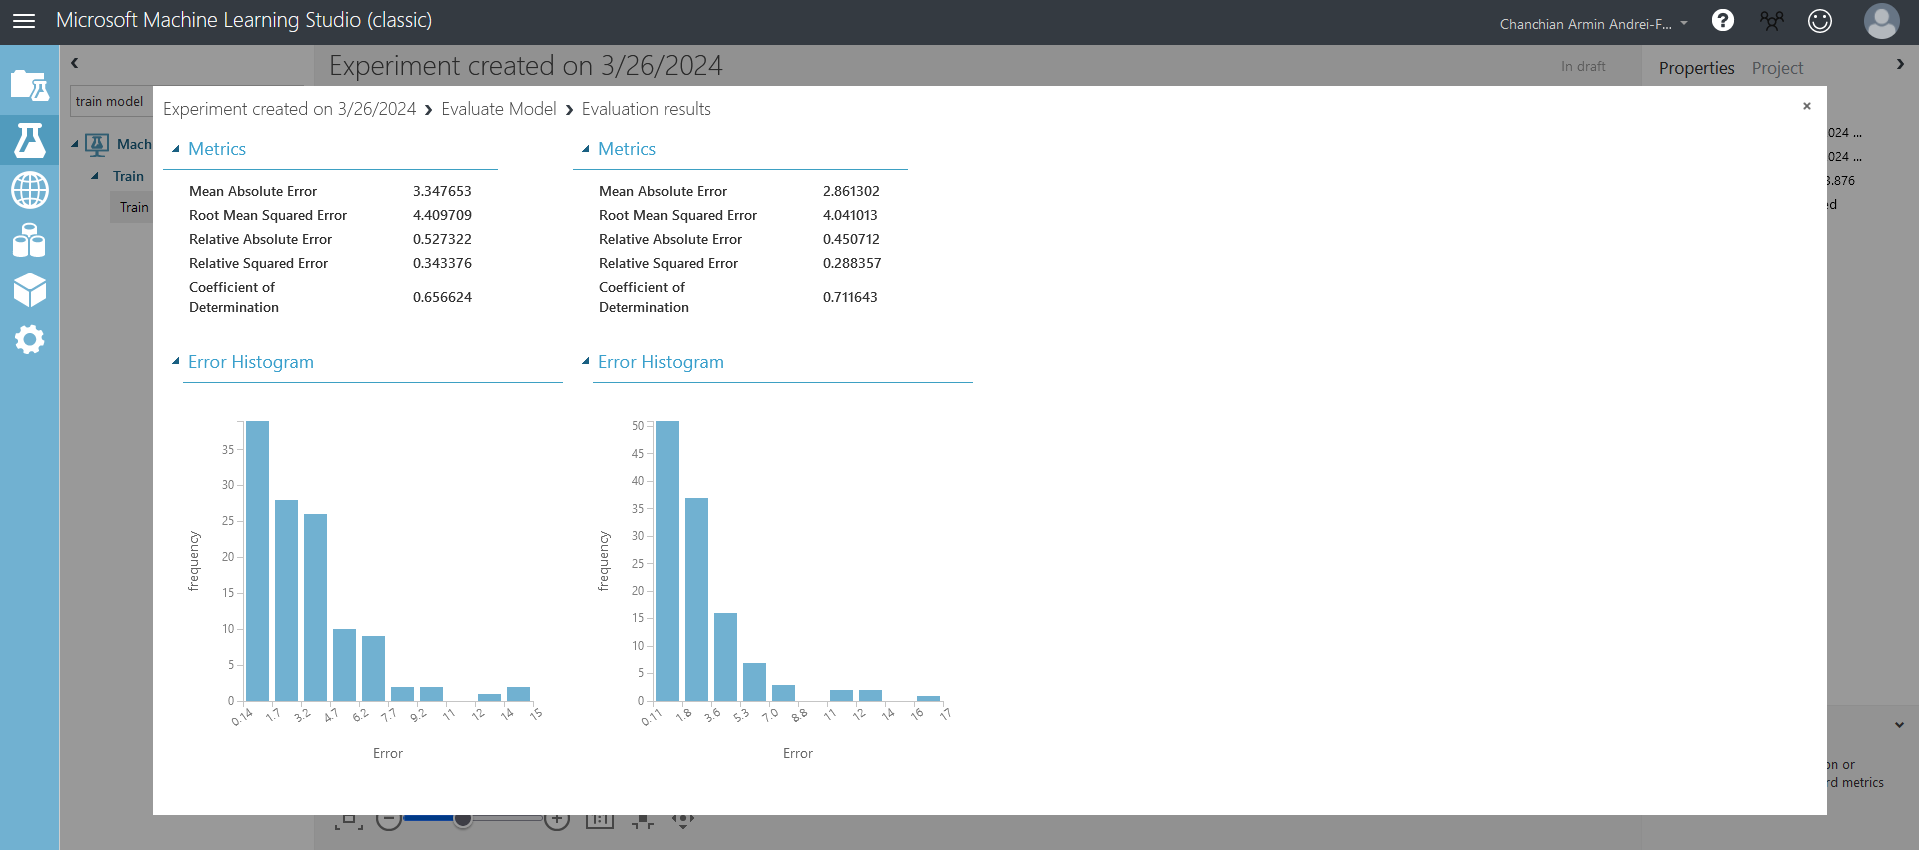 Microsoft Machine Learning Studio (classic)
Chanchian Armin Andrei-F...
?
Experiment created on 3/26/2024
In draft
Properties Project
train model
Mach
Train
Train
Experiment created on 3/26/2024 › Evaluate Model › Evaluation results
×
024 ...
024 ...
3.876
ed
Metrics
Mean Absolute Error 3.347653
Root Mean Squared Error 4.409709
Relative Absolute Error 0.527322
Relative Squared Error 0.343376
Coefficient of
Determination 0.656624
Metrics
Mean Absolute Error 2.861302
Root Mean Squared Error 4.041013
Relative Absolute Error 0.450712
Relative Squared Error 0.288357
Coefficient of
Determination 0.711643
Error Histogram
frequency
35
30
25
20
15
10
5
0
0.14 1.7 3.2 4.7 6.2 7.7 9.2 11 12 14 15
Error
Error Histogram
frequency
50
45
40
35
30
25
20
15
10
5
0
0.11 1.8 3.6 5.3 7.0 8.8 11 12 14 16 17
Error
on or
rd metrics
1:1